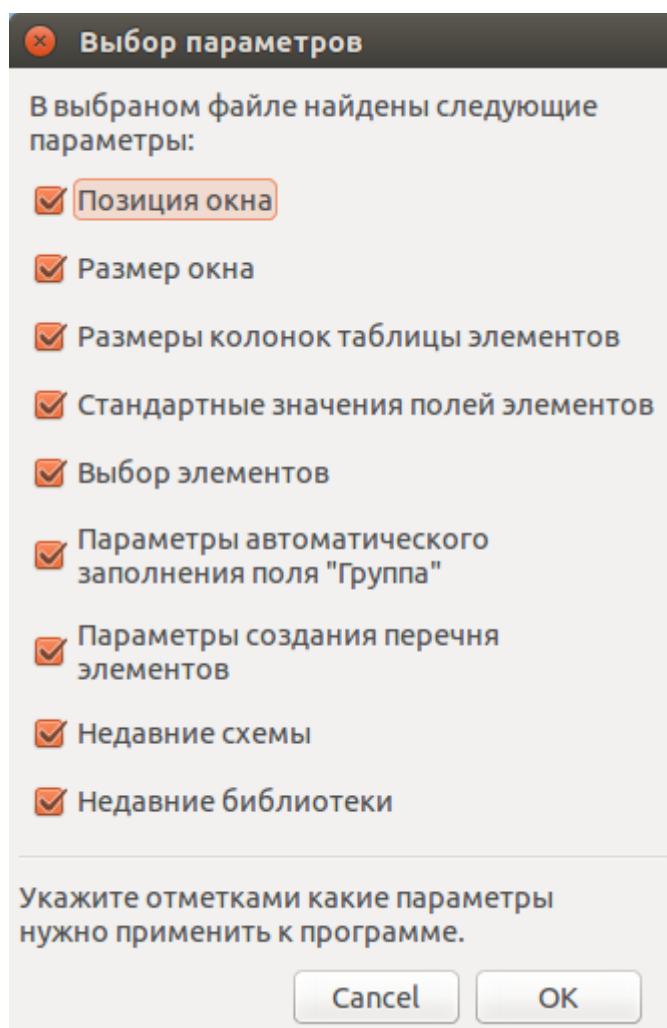 Выбор параметров
В выбраном файле найдены следующие
параметры:
Позиция окна
Размер окна
Размеры колонок таблицы элементов
Стандартные значения полей элементов
Выбор элементов
Параметры автоматического
заполнения поля "Группа"
Параметры создания перечня
элементов
Недавние схемы
Недавние библиотеки
Укажите отметками какие параметры
нужно применить к программе.
Cancel OK